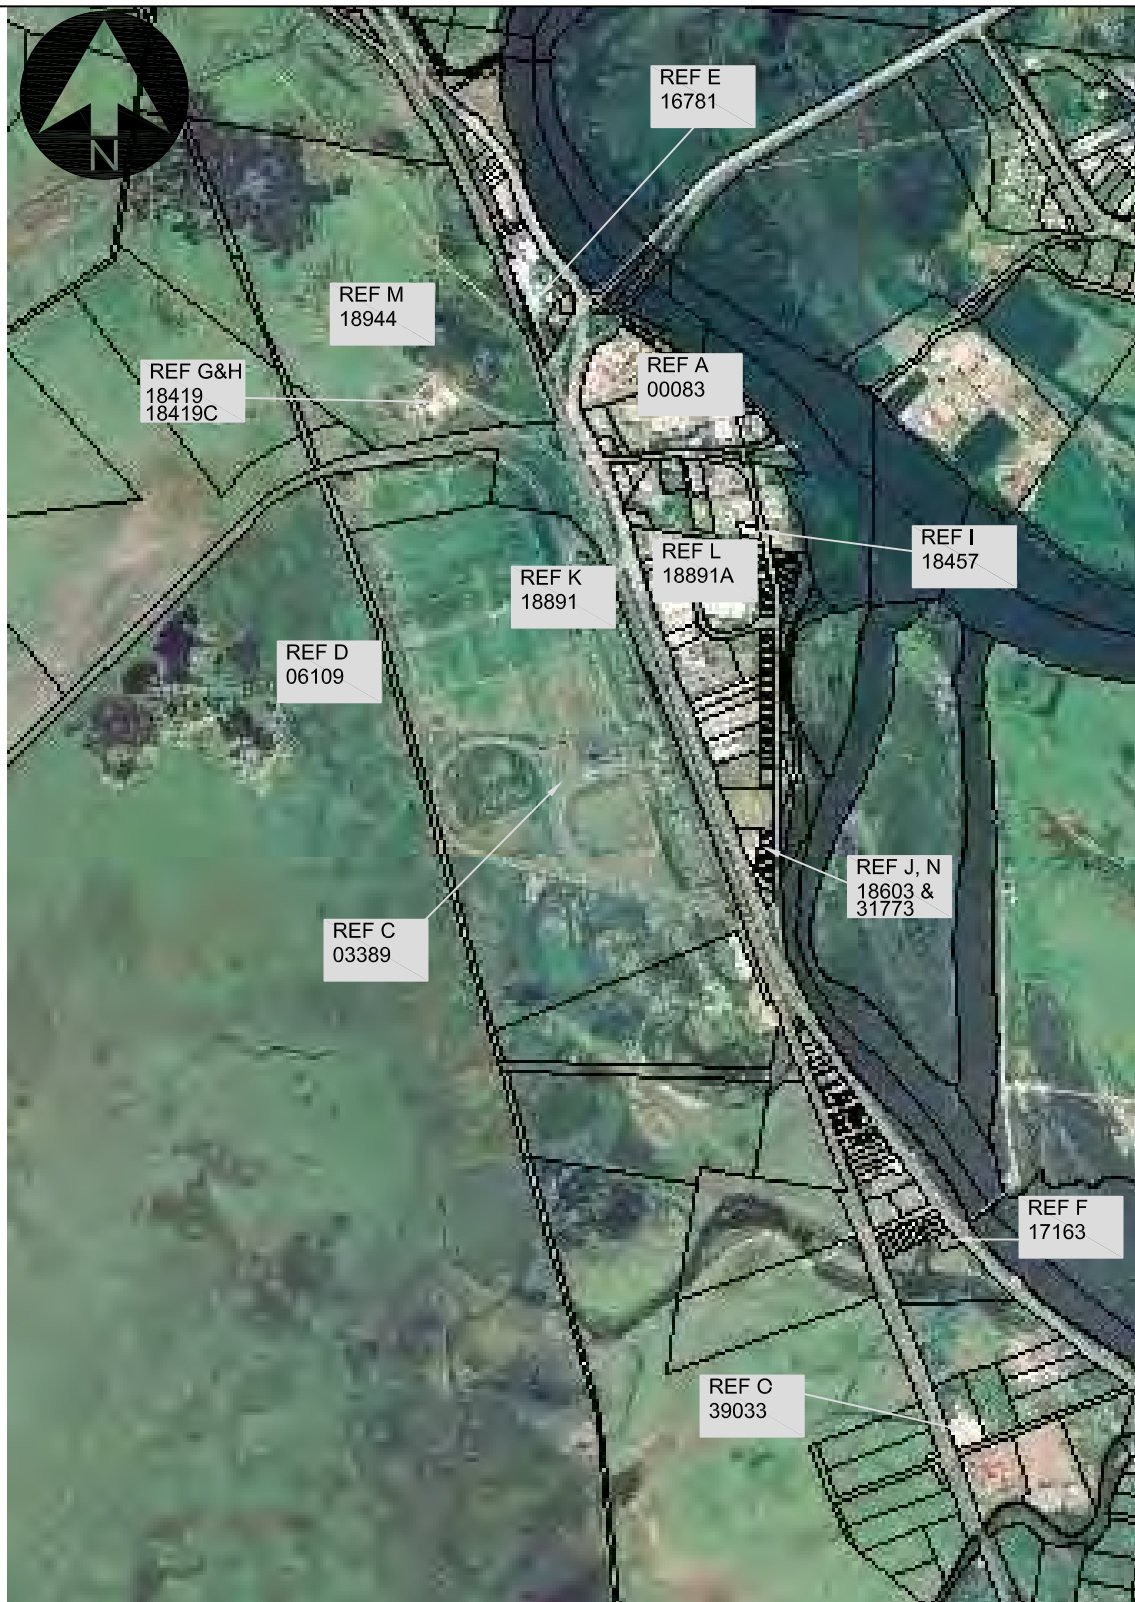 N
REF E
16781
REF M
18944
REF A
00083
REF G&H
18419
18419C
REF I
18457
REF L
18891A
REF K
18891
REF D
06109
REF J, N
18603 &
31773
REF C
03389
REF F
17163
REF O
39033